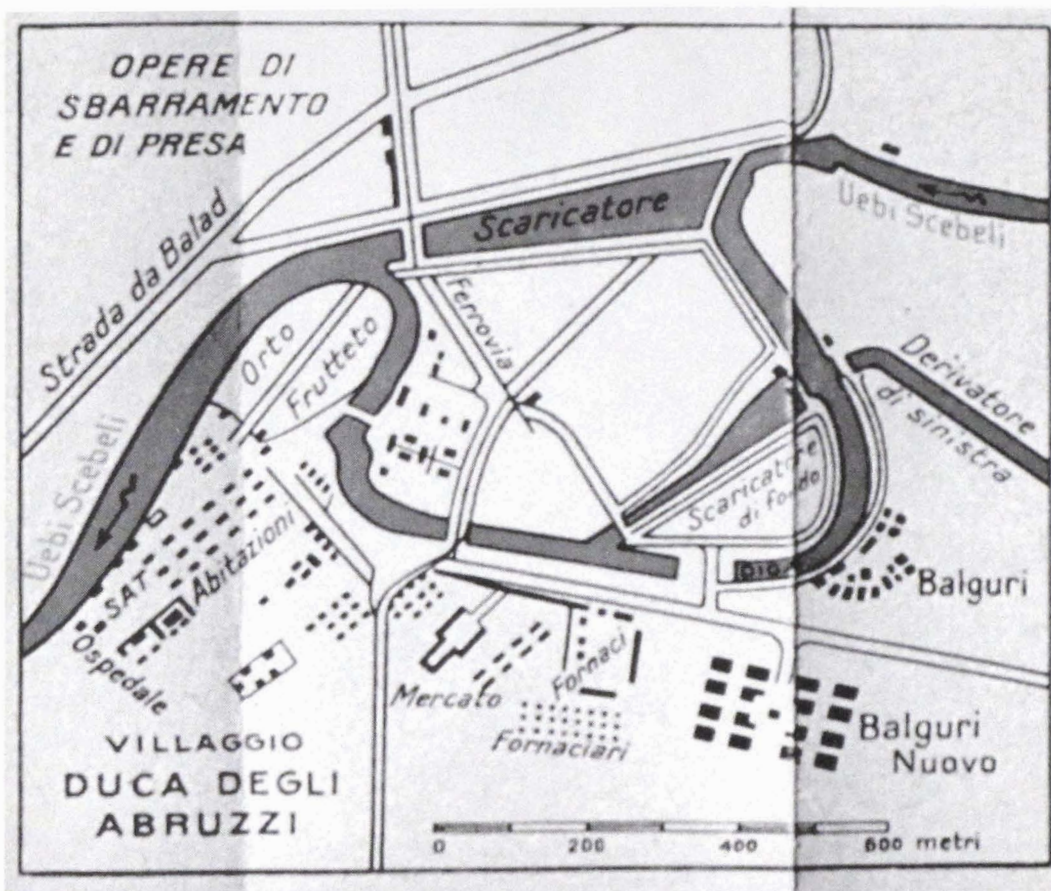 OPERE DI
SBARRAMENTO
E DI PRESA
Strada da Balad
Scaricatore
Uebi Scebeli
Ferrovia
Orto
Frutteto
Derivatore
di sinistra
Scaricatore
di fondo
Uebi Scebeli
SAT
Abitazioni
Ospedale
Balguri
Mercato
Fornaci
Fornaciari
Balguri
Nuovo
VILLAGGIO
DUCA DEGLI
ABRUZZI
0 200 400 600 metri